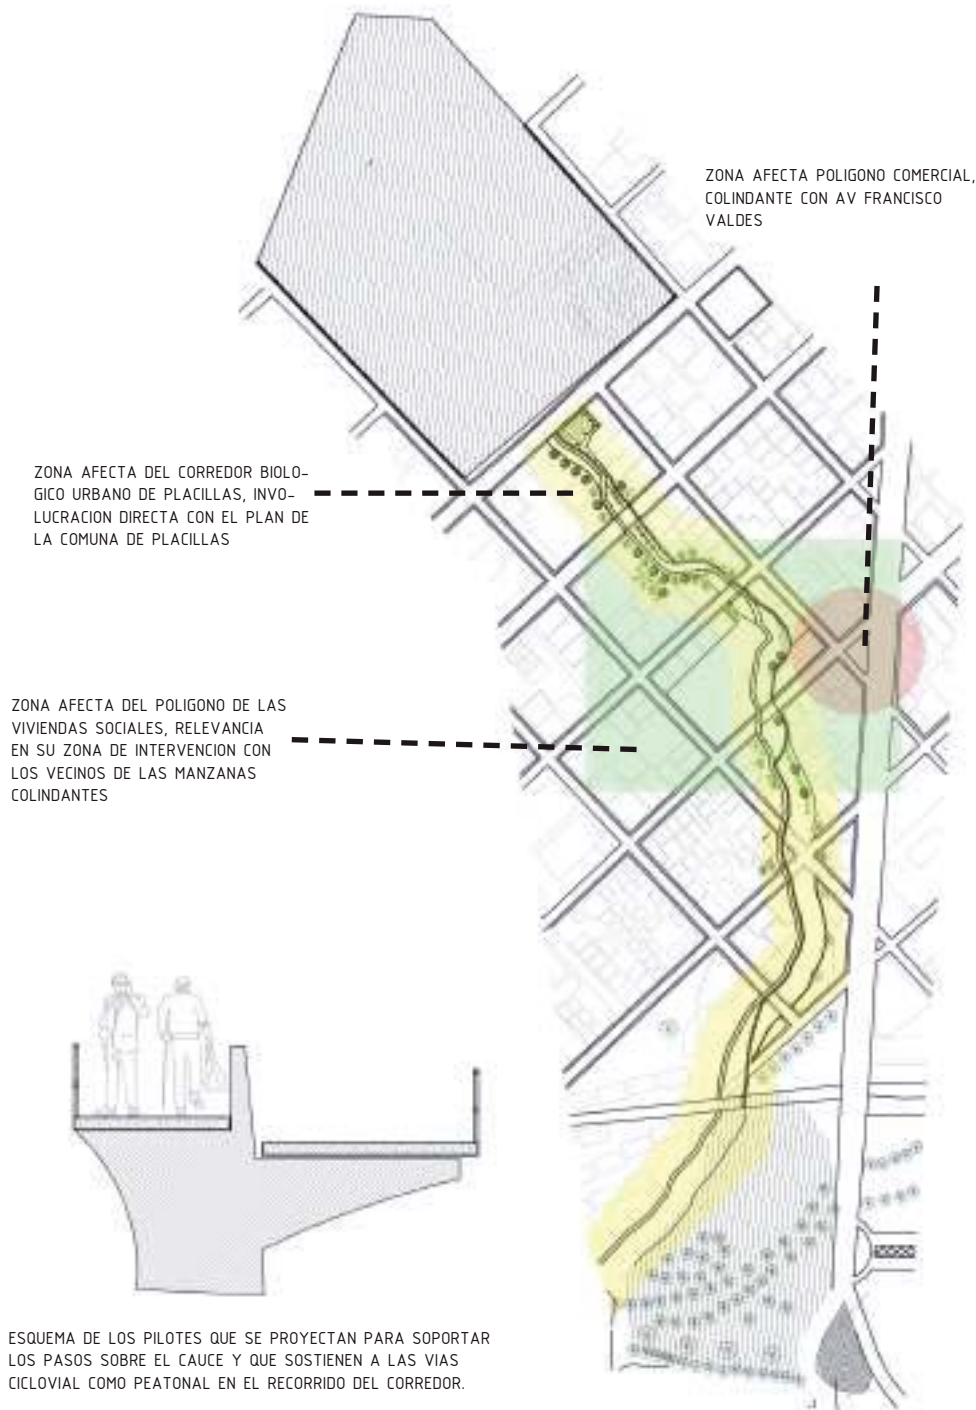 ZONA AFECTA POLIGONO COMERCIAL,
COLINDANTE CON AV FRANCISCO
VALDES
ZONA AFECTA DEL CORREDOR BIOLO-
GICO URBANO DE PLACILLAS, INVO-
LUCRACION DIRECTA CON EL PLAN DE
LA COMUNA DE PLACILLAS
ZONA AFECTA DEL POLIGONO DE LAS
VIVIENDAS SOCIALES, RELEVANCIA
EN SU ZONA DE INTERVENCION CON
LOS VECINOS DE LAS MANZANAS
COLINDANTES
ESQUEMA DE LOS PILOTES QUE SE PROYECTAN PARA SOPORTAR
LOS PASOS SOBRE EL CAUCE Y QUE SOSTIENEN A LAS VIAS
CICLOVIAL COMO PEATONAL EN EL RECORRIDO DEL CORREDOR.